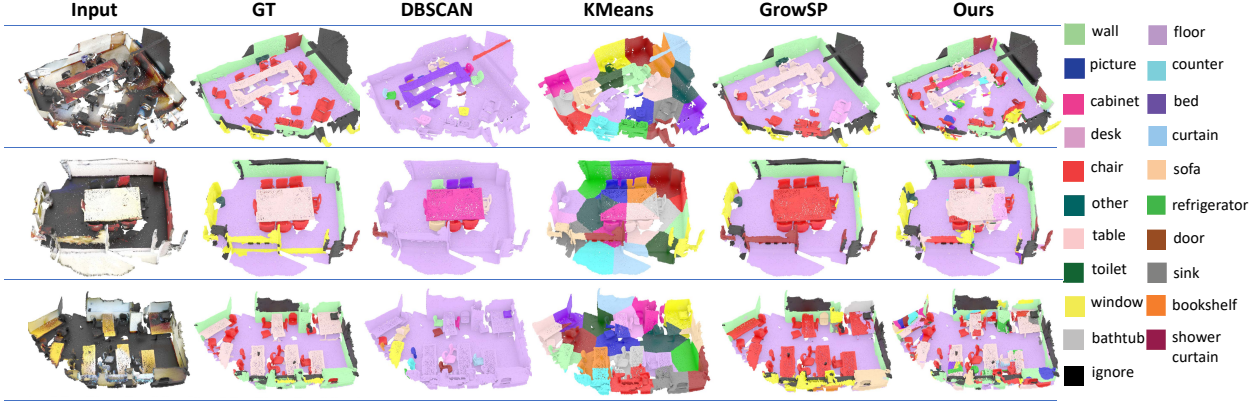 Input GT DBSCAN KMeans GrowSP Ours
wall floor
picture counter
cabinet bed
desk curtain
chair sofa
other refrigerator
table door
toilet sink
window bookshelf
bathtub shower
curtain
ignore